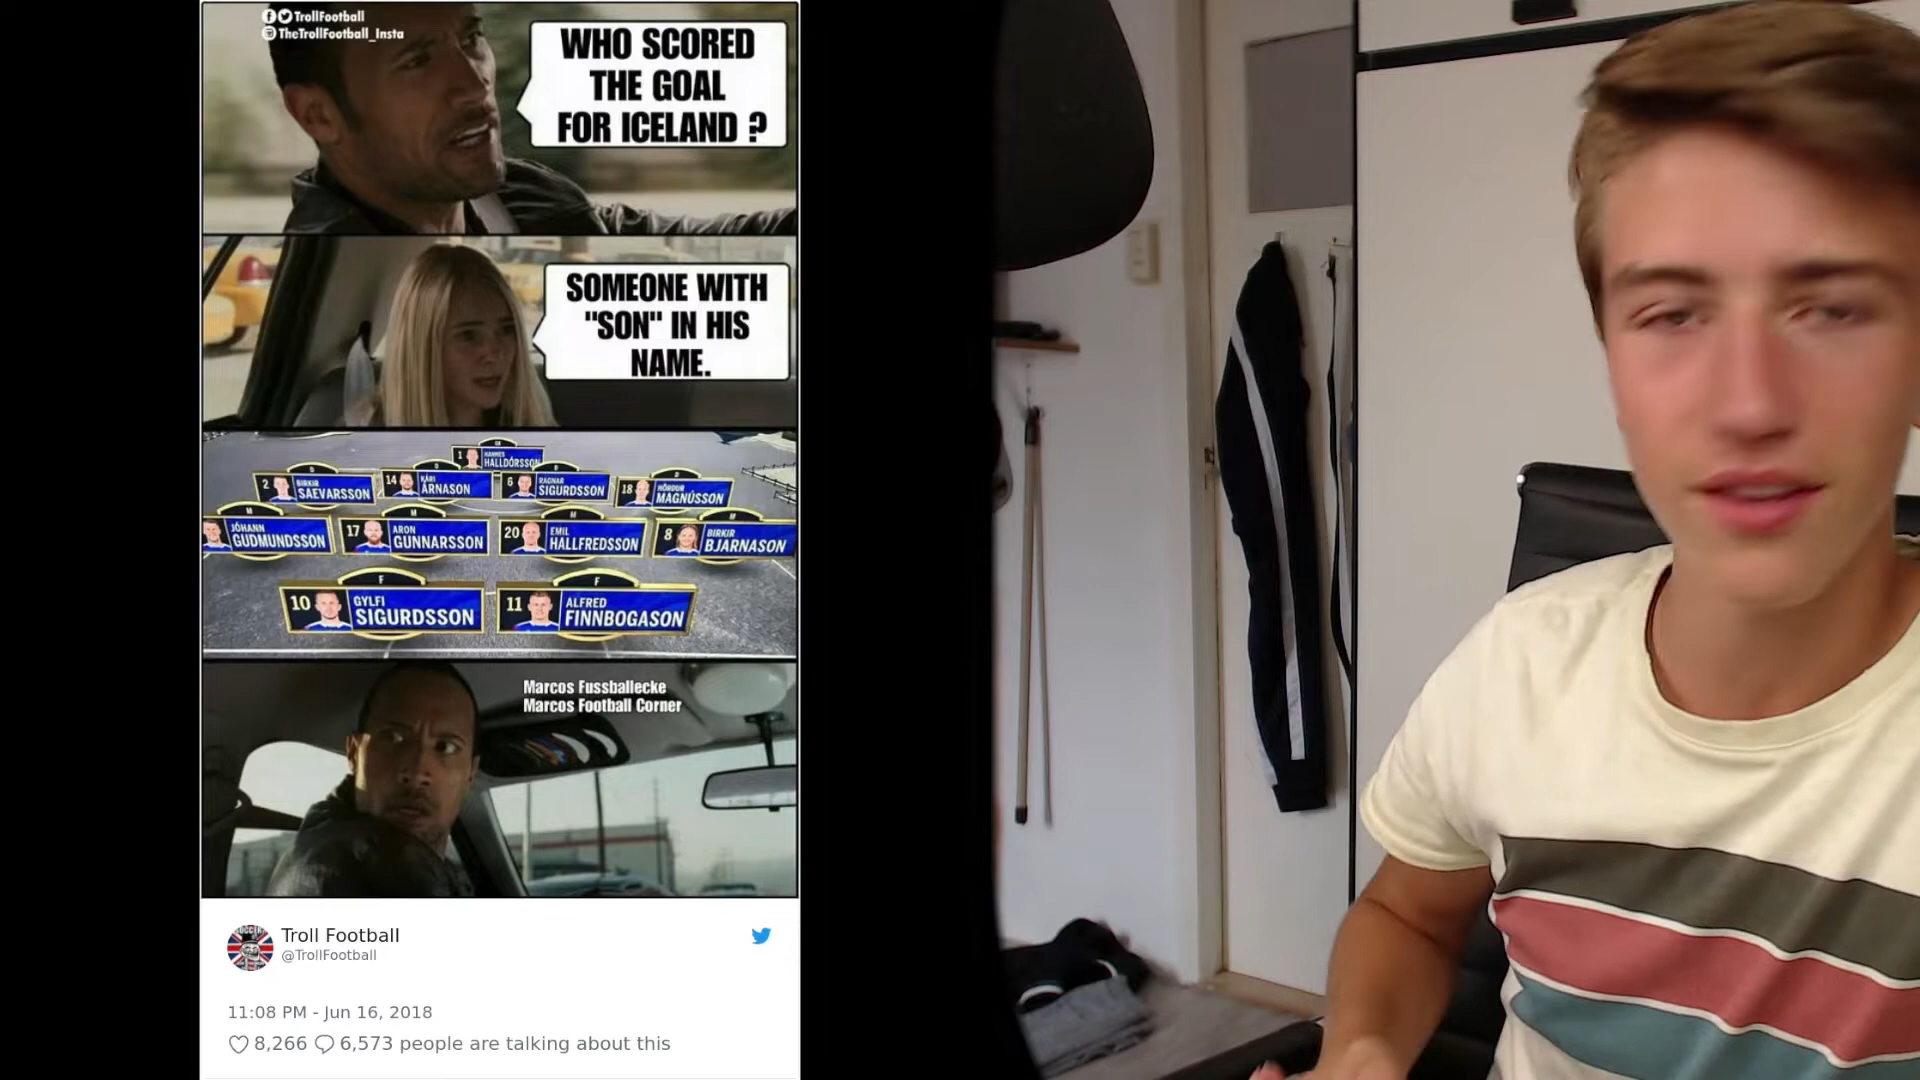 TrollFootball
TheTrollFootball_Insta
WHO SCORED
THE GOAL
FOR ICELAND ?
SOMEONE WITH
"SON" IN HIS
NAME.
1 HANNES
HALLDÓRSSON
2 BIRKIR
SAEVARSSON
14 KÁRI
ARNASON
6 RAGNAR
SIGURDSSON
18 HÖRDUR
MAGNÚSSON
JÓHANN
GUDMUNDSSON
17 ARON
GUNNARSSON
20 EMIL
HALLFREDSSON
8 BIRKIR
BJARNASON
M
M
M
M
F
10 GYLFI
SIGURDSSON
F
11 ALFRED
FINNBOGASON
Marcos Fussballecke
Marcos Football Corner
Troll Football
@TrollFootball
11:08 PM - Jun 16, 2018
8,266 6,573 people are talking about this